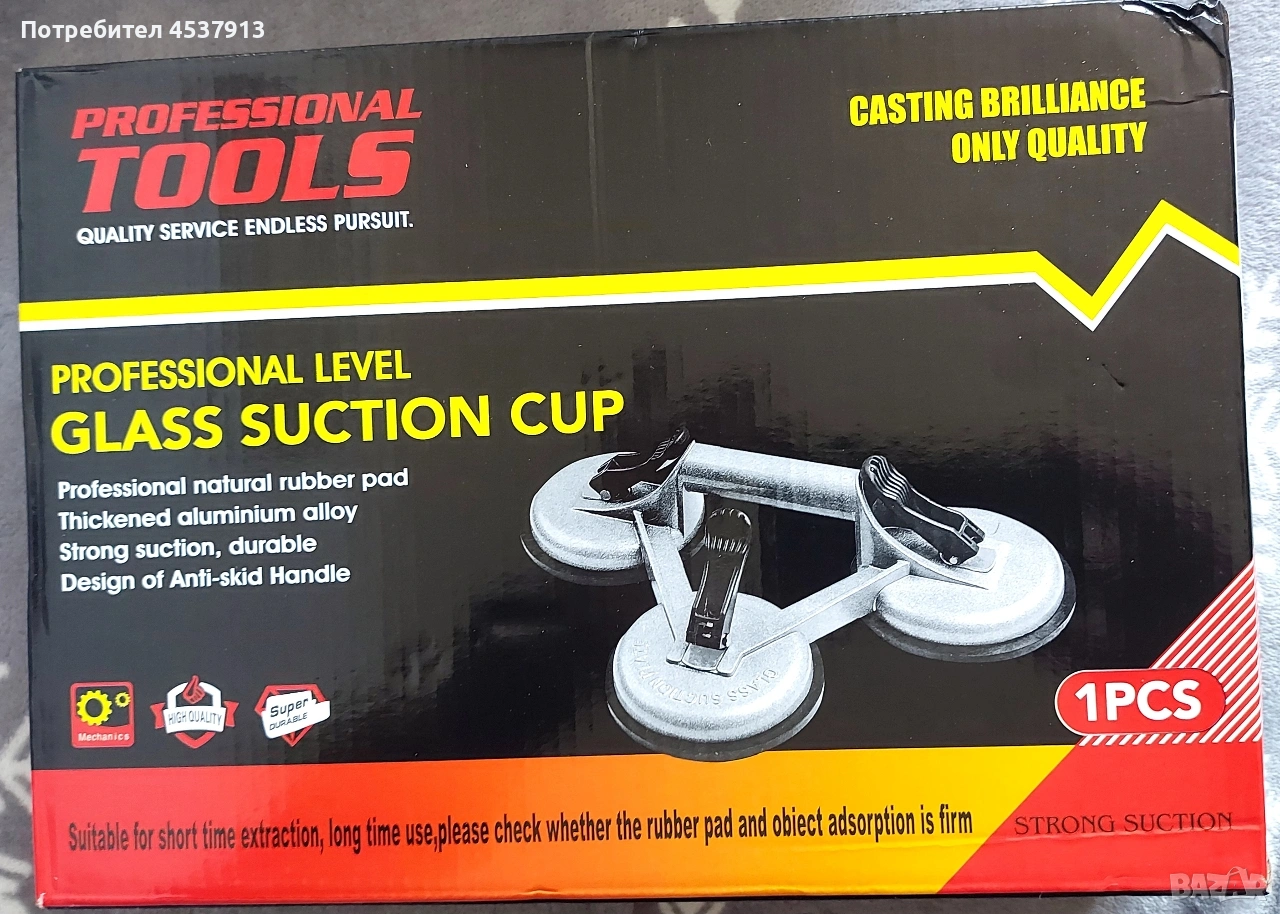 Потребител 4537913
PROFESSIONAL
TOOLS
QUALITY SERVICE ENDLESS PURSUIT.
CASTING BRILLIANCE
ONLY QUALITY
PROFESSIONAL LEVEL
GLASS SUCTION CUP
Professional natural rubber pad
Thickened aluminium alloy
Strong suction, durable
Design of Anti-skid Handle
GLASS SUCTION
Mechanics
HIGH QUALITY
Super
DURABLE
1PCS
Suitable for short time extraction, long time use,please check whether the rubber pad and obiect adsorption is firm
STRONG SUCTION
BAZAR